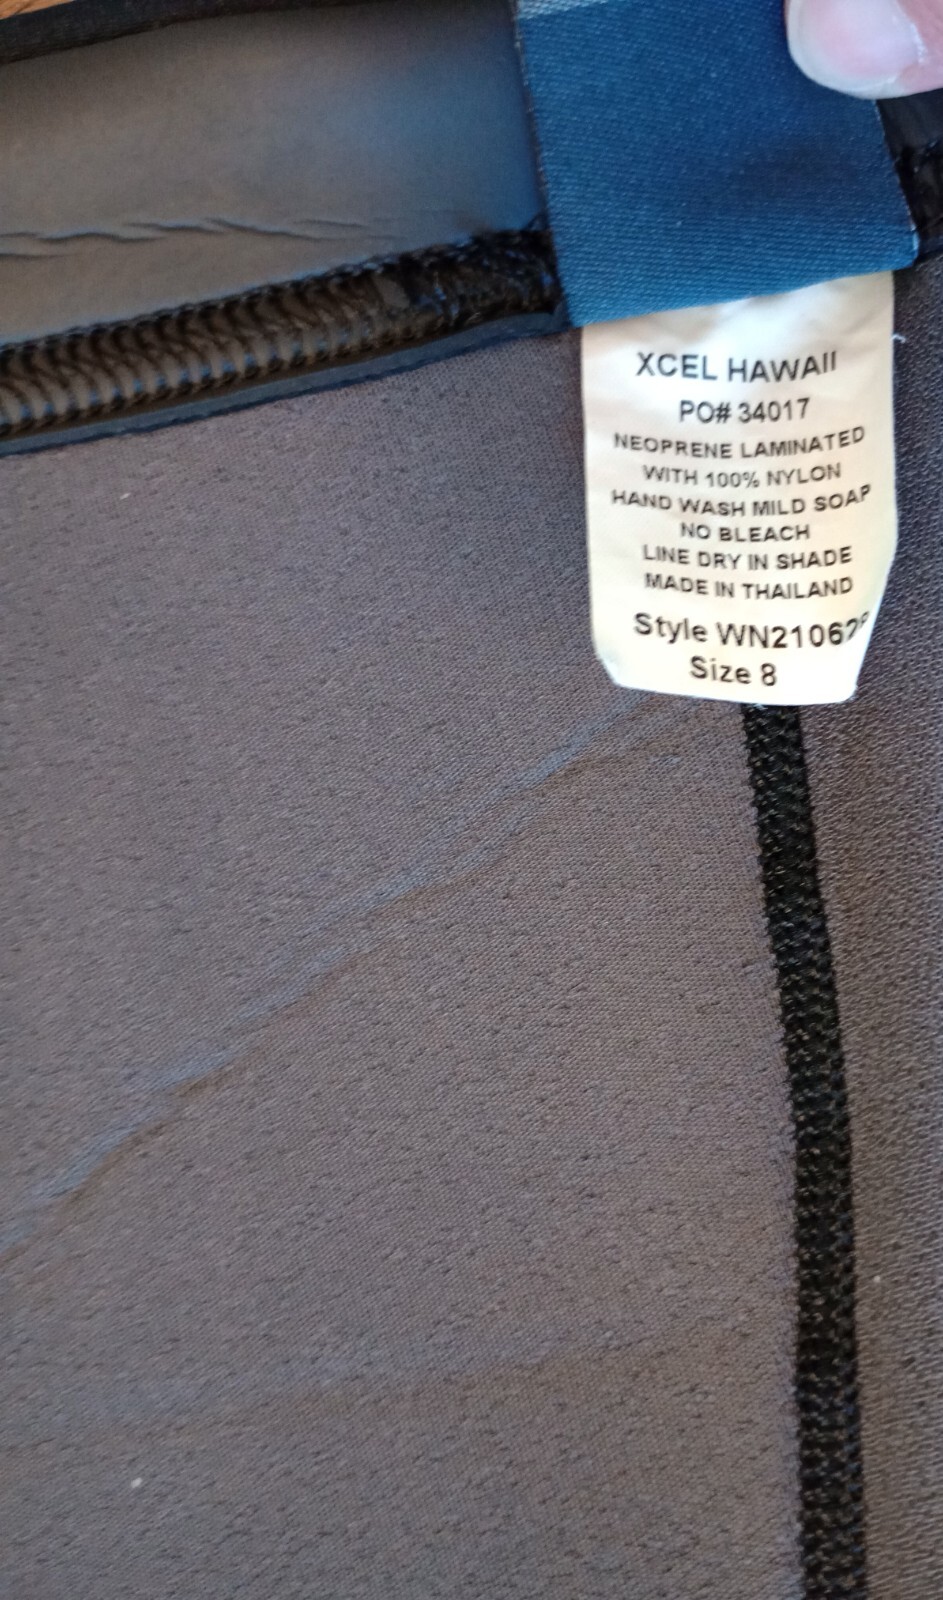 XCEL HAWAII
PO# 34017
NEOPRENE LAMINATED
WITH 100% NYLON
HAND WASH MILD SOAP
NO BLEACH
LINE DRY IN SHADE
MADE IN THAILAND
Style
Size 8